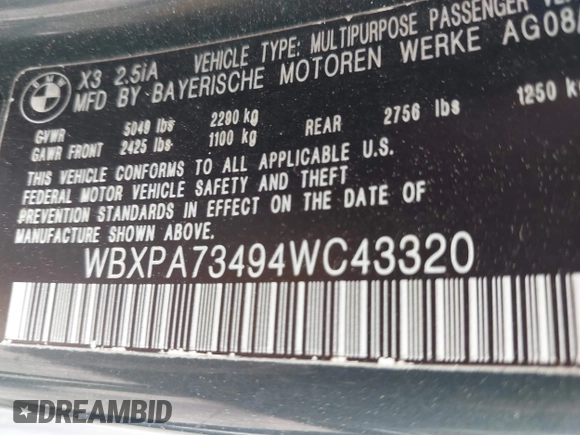 BMW
X3 2.5iA VEHICLE TYPE: MULTIPURPOSE PASSENGER
MFD BY BAYERISCHE MOTOREN WERKE AG08
GVWR 5049 lbs 2290 kg
GAWR FRONT 2425 lbs 1100 kg REAR 2756 lbs 1250 kg
THIS VEHICLE CONFORMS TO ALL APPLICABLE U.S.
FEDERAL MOTOR VEHICLE SAFETY AND THEFT
PREVENTION STANDARDS IN EFFECT ON THE DATE OF
MANUFACTURE SHOWN ABOVE.
WBXPA73494WC43320
DREAMBID